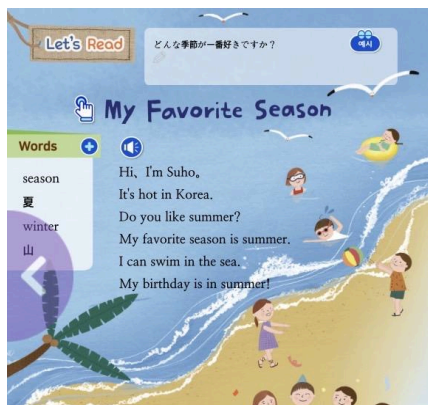 Let's Read
どんな季節が一番好きですか？
예시
My Favorite Season
Words
season
夏
winter
山
Hi、I'm Suho。
It's hot in Korea.
Do you like summer?
My favorite season is summer.
I can swim in the sea.
My birthday is in summer!